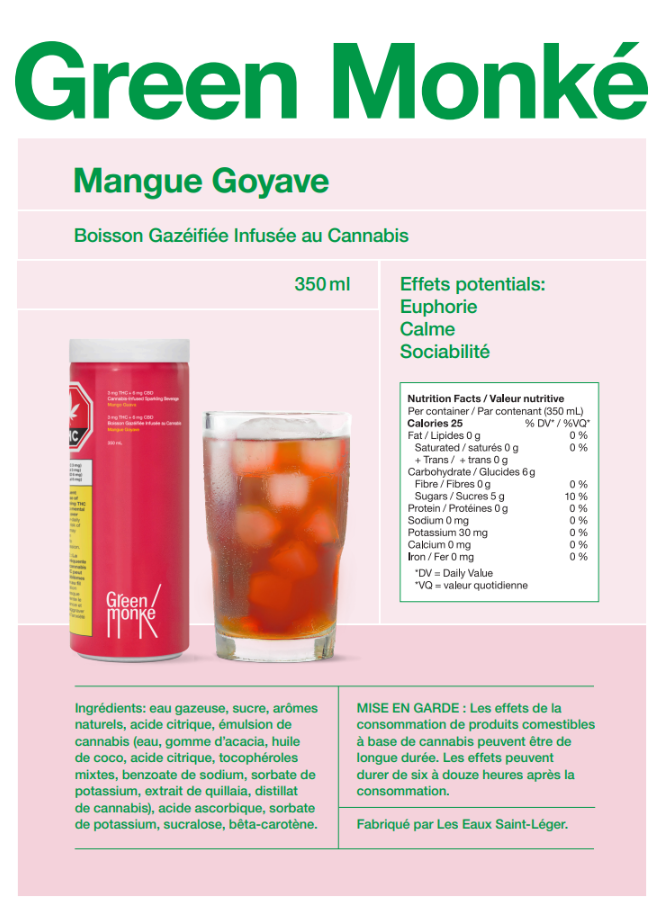 Green Monké
Mangue Goyave
Boisson Gazéifiée Infusée au Cannabis
350 ml
Effets potentials:
Euphorie
Calme
Sociabilité
3 mg THC + 6 mg CBD
Cannabis-Infused Sparkling Beverage
Mango Guava
3 mg THC + 6 mg CBD
Boisson Gazéifiée Infusée au Cannabis
Mangue Goyave
350 mL
Green
monke
Nutrition Facts / Valeur nutritive
Per container / Par contenant (350 mL)
Calories 25 % DV* / %VQ*
Fat / Lipides 0 g 0 %
Saturated / saturés 0 g 0 %
+ Trans / + trans 0 g
Carbohydrate / Glucides 6 g
Fibre / Fibres 0 g 0 %
Sugars / Sucres 5 g 10 %
Protein / Protéines 0 g 0 %
Sodium 0 mg 0 %
Potassium 30 mg 0 %
Calcium 0 mg 0 %
Iron / Fer 0 mg 0 %
*DV = Daily Value
*VQ = valeur quotidienne
Ingrédients: eau gazeuse, sucre, arômes
naturels, acide citrique, émulsion de
cannabis (eau, gomme d’acacia, huile
de coco, acide citrique, tocophéroles
mixtes, benzoate de sodium, sorbate de
potassium, extrait de quillaia, distillat
de cannabis), acide ascorbique, sorbate
de potassium, sucralose, bêta-carotène.
MISE EN GARDE : Les effets de la
consommation de produits comestibles
à base de cannabis peuvent être de
longue durée. Les effets peuvent
durer de six à douze heures après la
consommation.
Fabriqué par Les Eaux Saint-Léger.